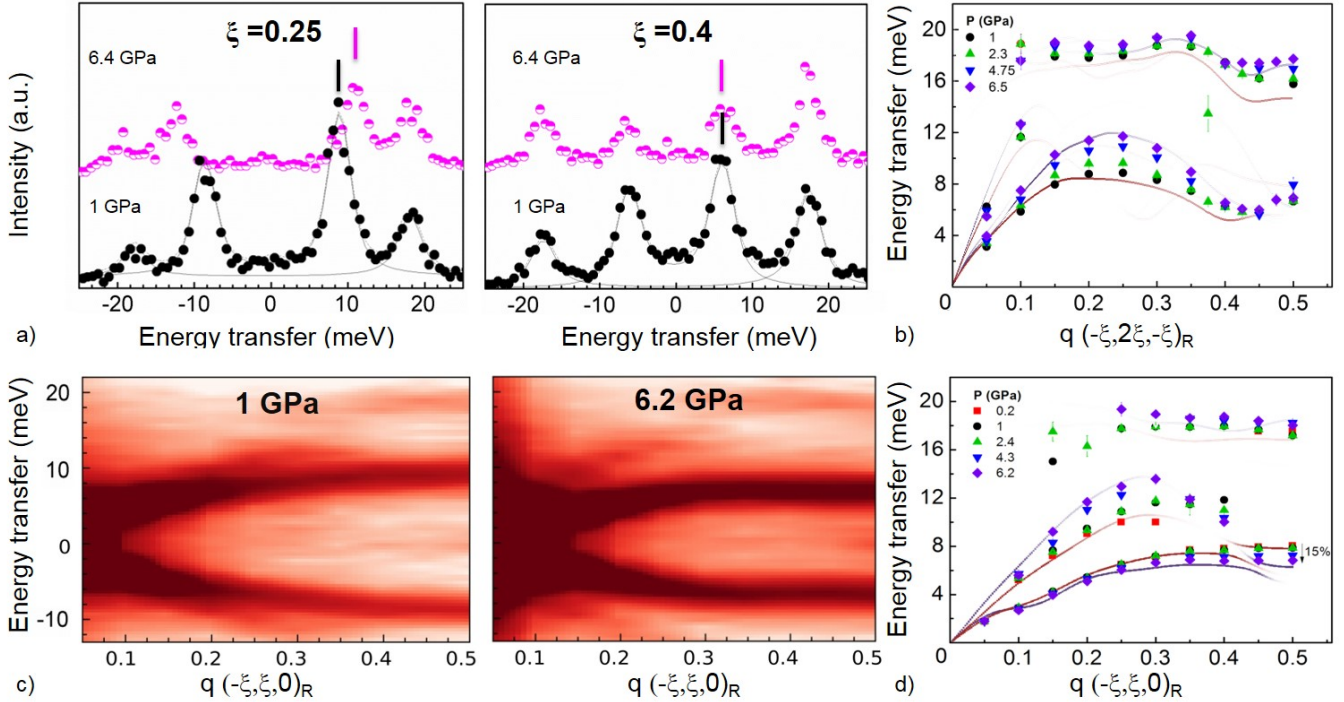 Intensity (a.u.)
ξ =0.25
6.4 GPa
1 GPa
-20 -10 0 10 20
Energy transfer (meV)
a)
ξ =0.4
6.4 GPa
1 GPa
-20 -10 0 10 20
Energy transfer (meV)
Energy transfer (meV)
20
16
12
8
4
P (GPa)
1
2.3
4.75
6.5
0 0.1 0.2 0.3 0.4 0.5
q (-ξ,2ξ,-ξ)R
b)
Energy transfer (meV)
20
10
0
-10
1 GPa
0.1 0.2 0.3 0.4 0.5
q (-ξ,ξ,0)R
c)
6.2 GPa
0.1 0.2 0.3 0.4 0.5
q (-ξ,ξ,0)R
Energy transfer (meV)
20
16
12
8
4
P (GPa)
0.2
1
2.4
4.3
6.2
15%
0 0.1 0.2 0.3 0.4 0.5
q (-ξ,ξ,0)R
d)